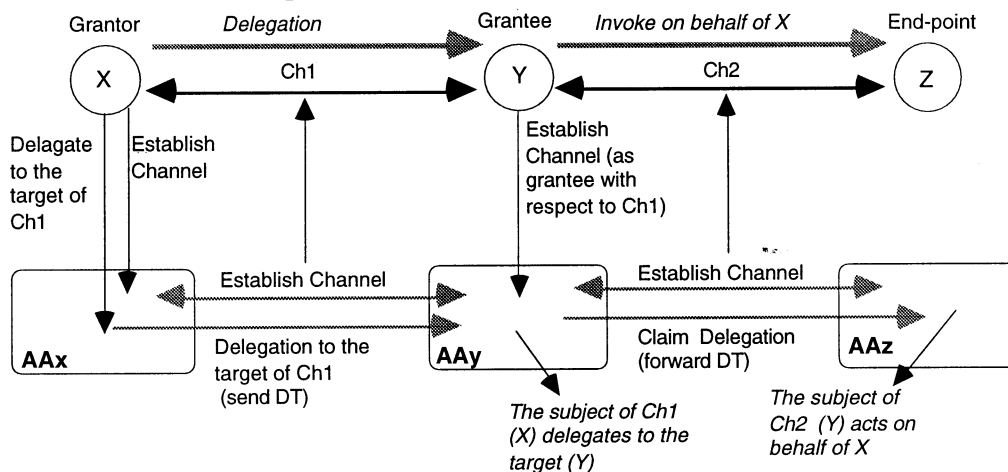 Grantor
Delegation
Grantee
Invoke on behalf of X
End-point
X
Ch1
Y
Ch2
Z
Delagate
to the
target of
Ch1
Establish
Channel
Establish
Channel (as
grantee with
respect to Ch1)
Establish Channel
Establish Channel
AAx
Delegation to the
target of Ch1
(send DT)
AAy
Claim Delegation
(forward DT)
AAz
The subject of Ch1
(X) delegates to the
target (Y)
The subject of
Ch2 (Y) acts on
behalf of X